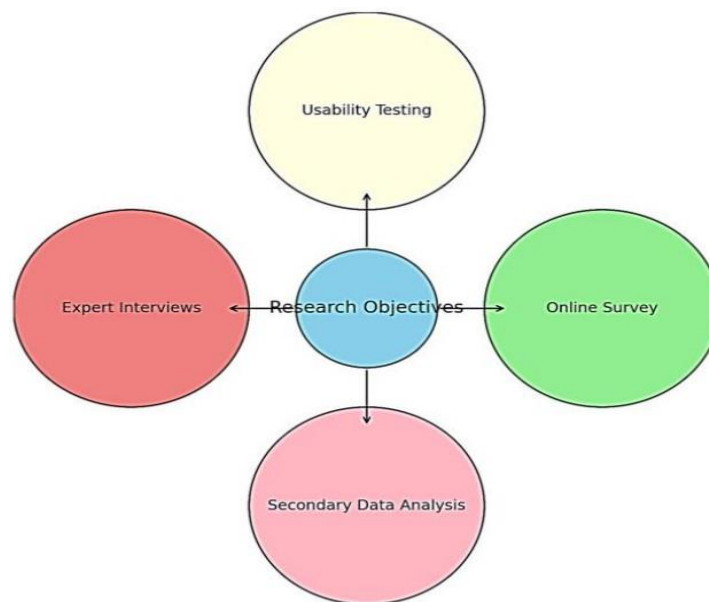 Usability Testing
Expert Interviews
Research Objectives
Online Survey
Secondary Data Analysis